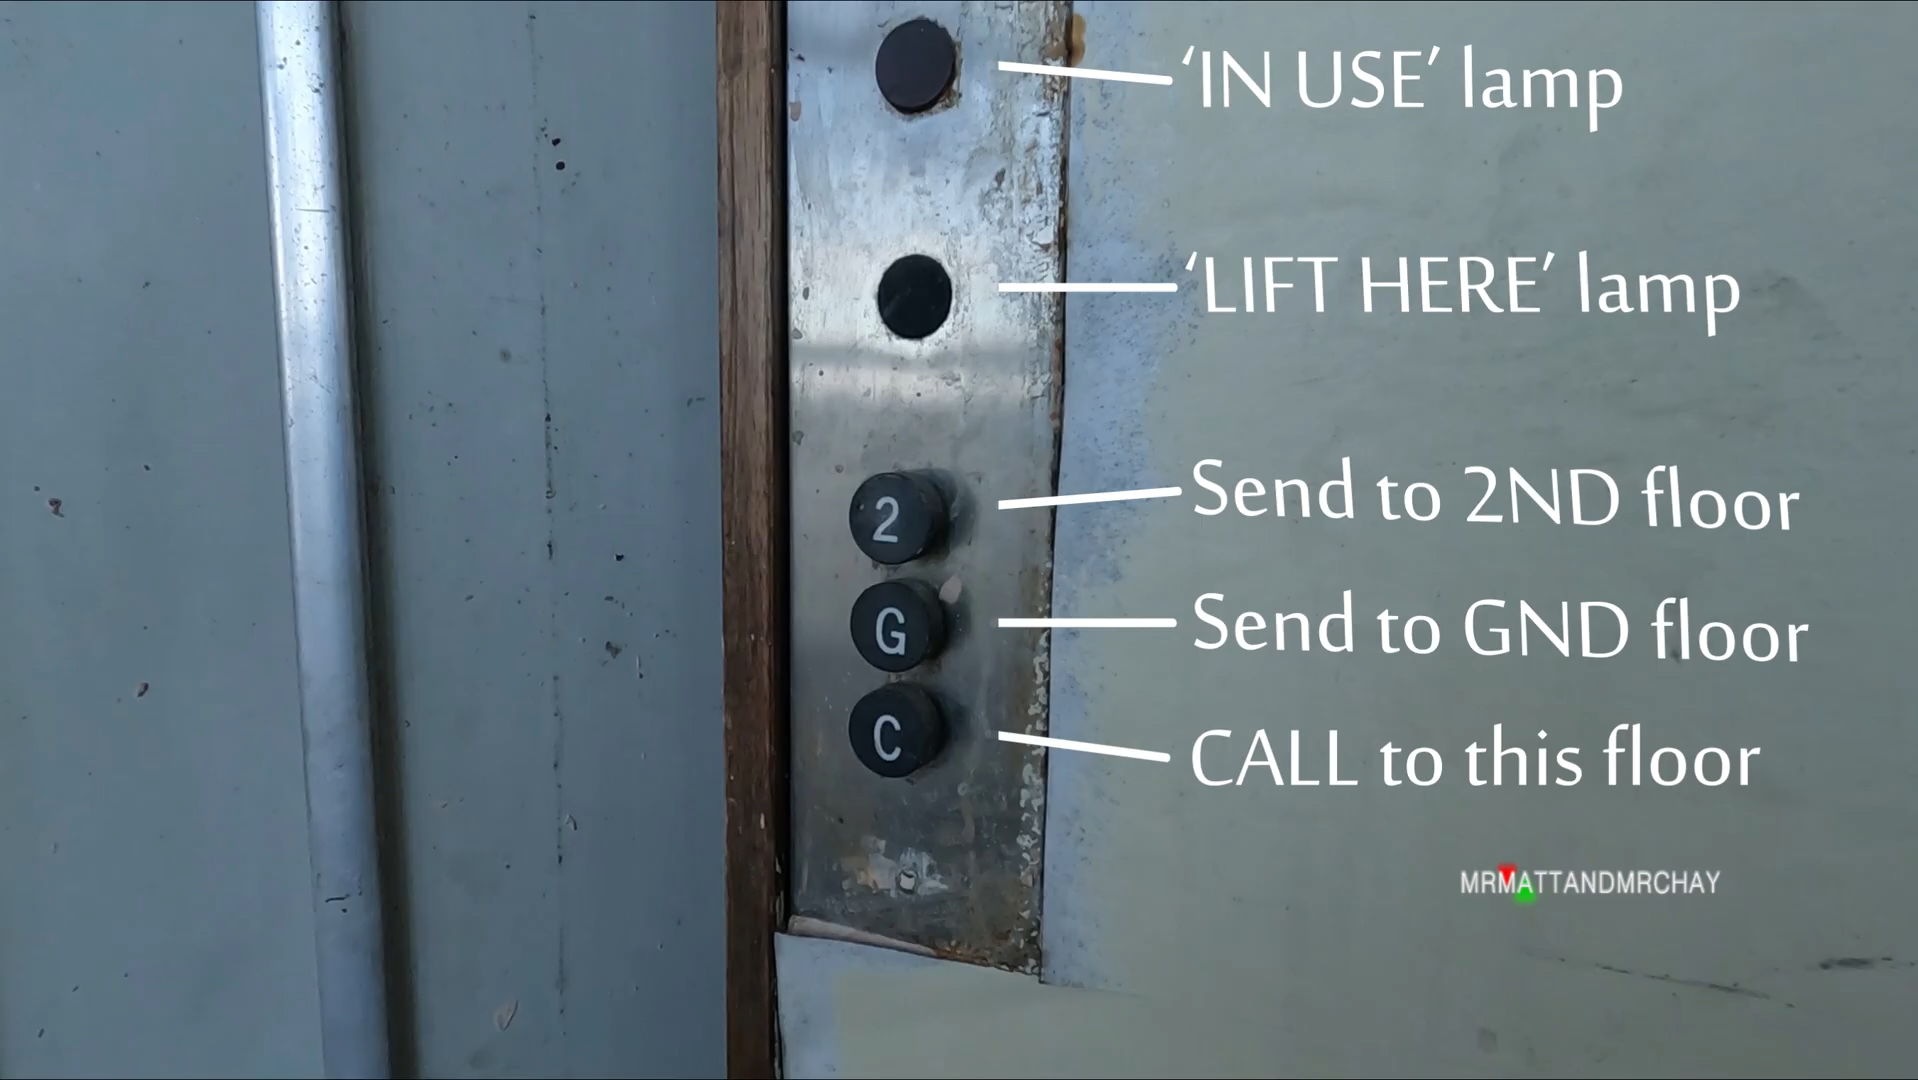 ‘IN USE’ lamp
‘LIFT HERE’ lamp
2
Send to 2ND floor
G
Send to GND floor
C
CALL to this floor
MRMATTANDMRCHAY